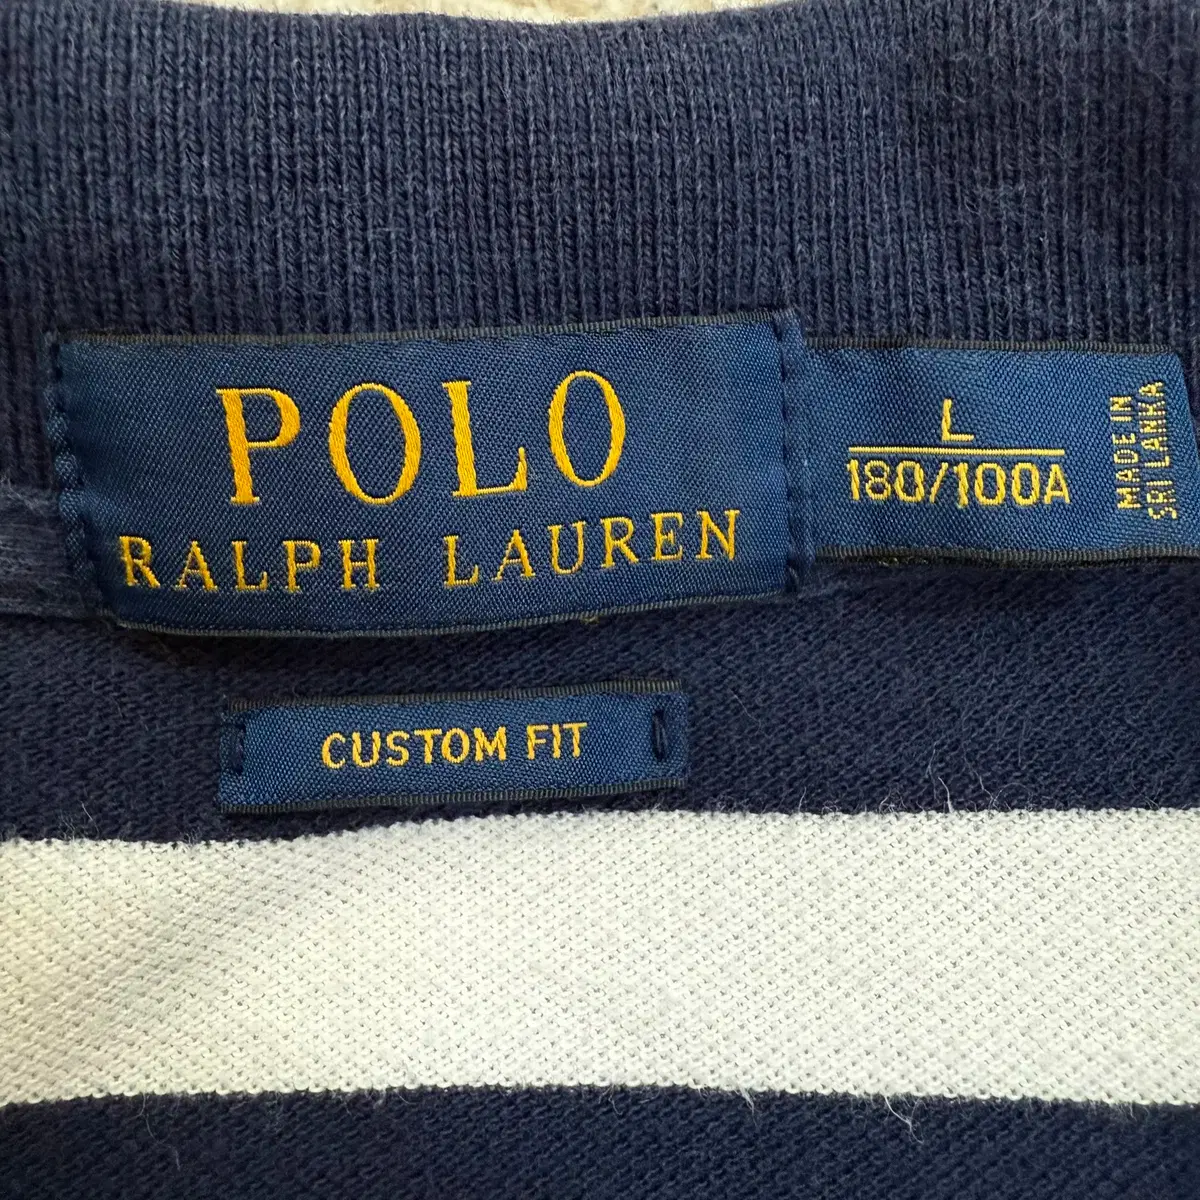 POLO
RALPH LAUREN
L
180/100A
MADE IN
SRI LANKA
CUSTOM FIT